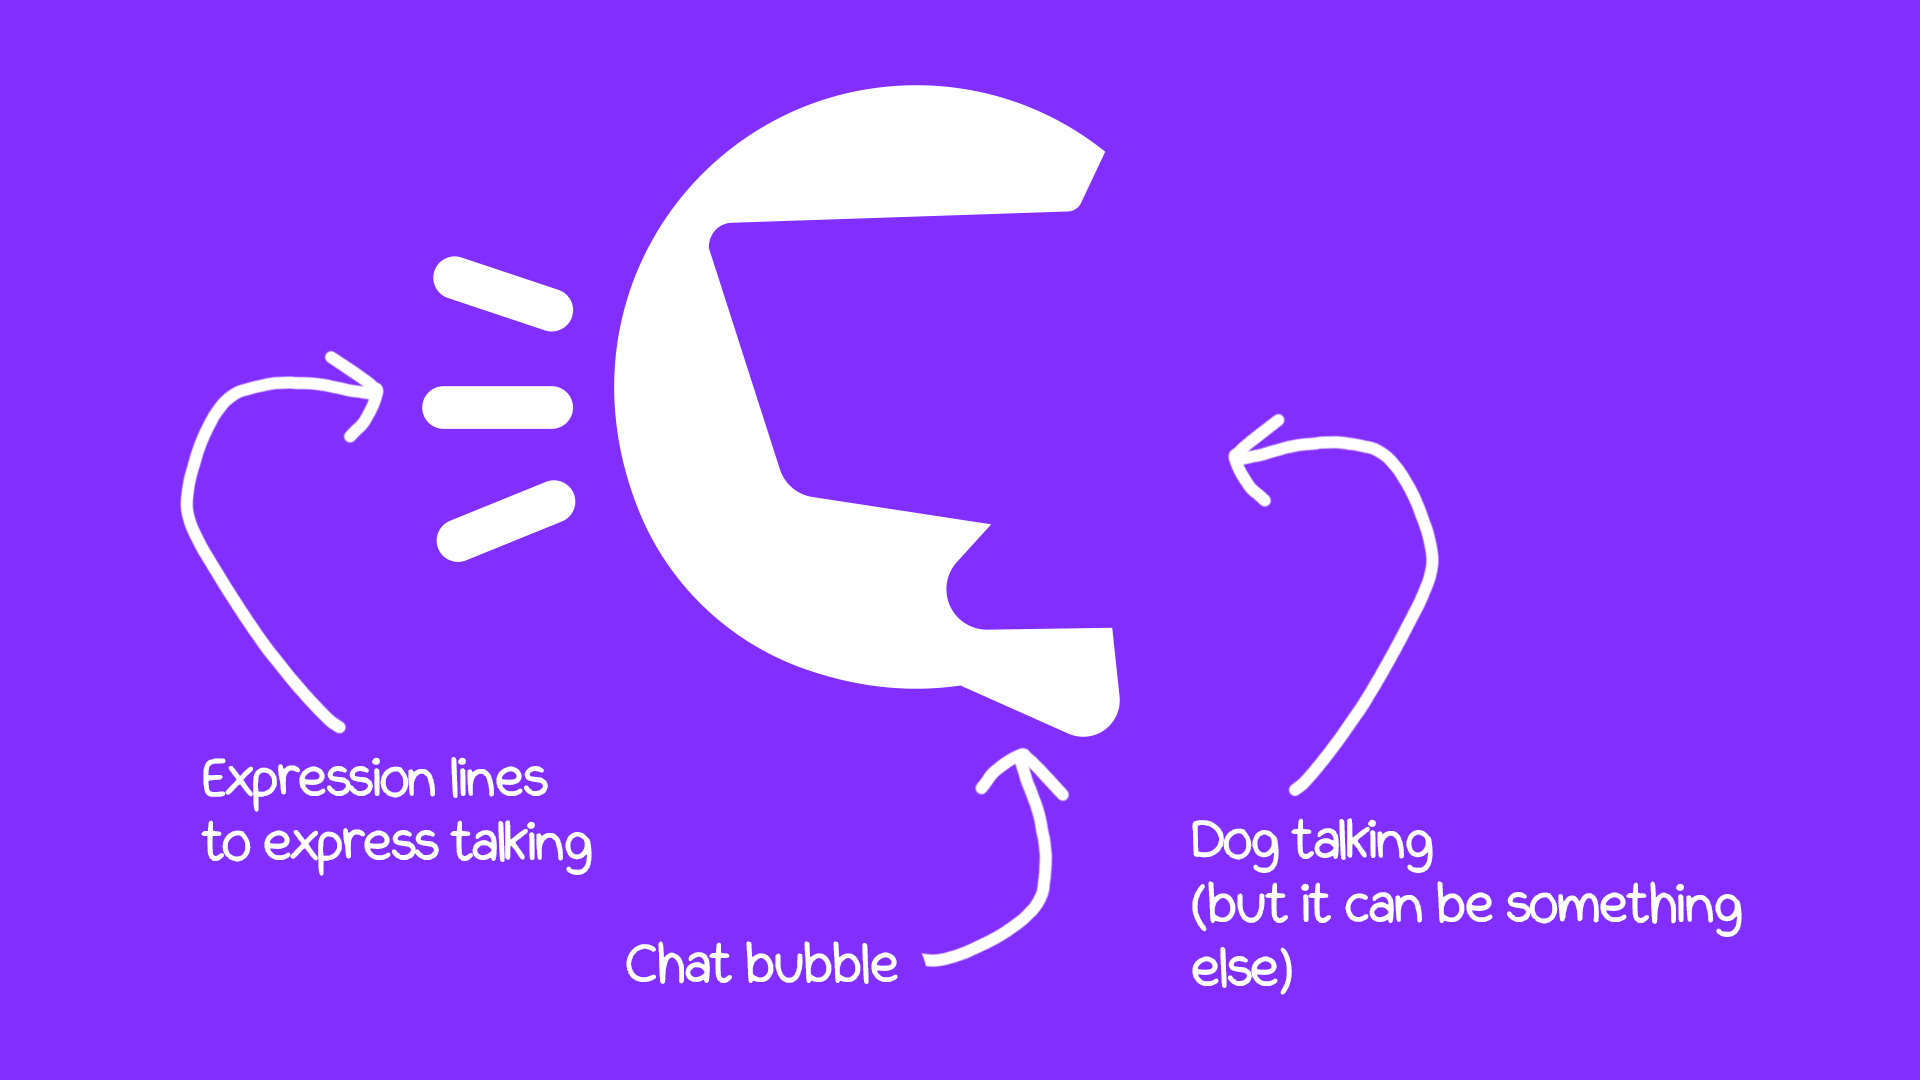 Expression lines
to express talking
Chat bubble
Dog talking
(but it can be something
else)